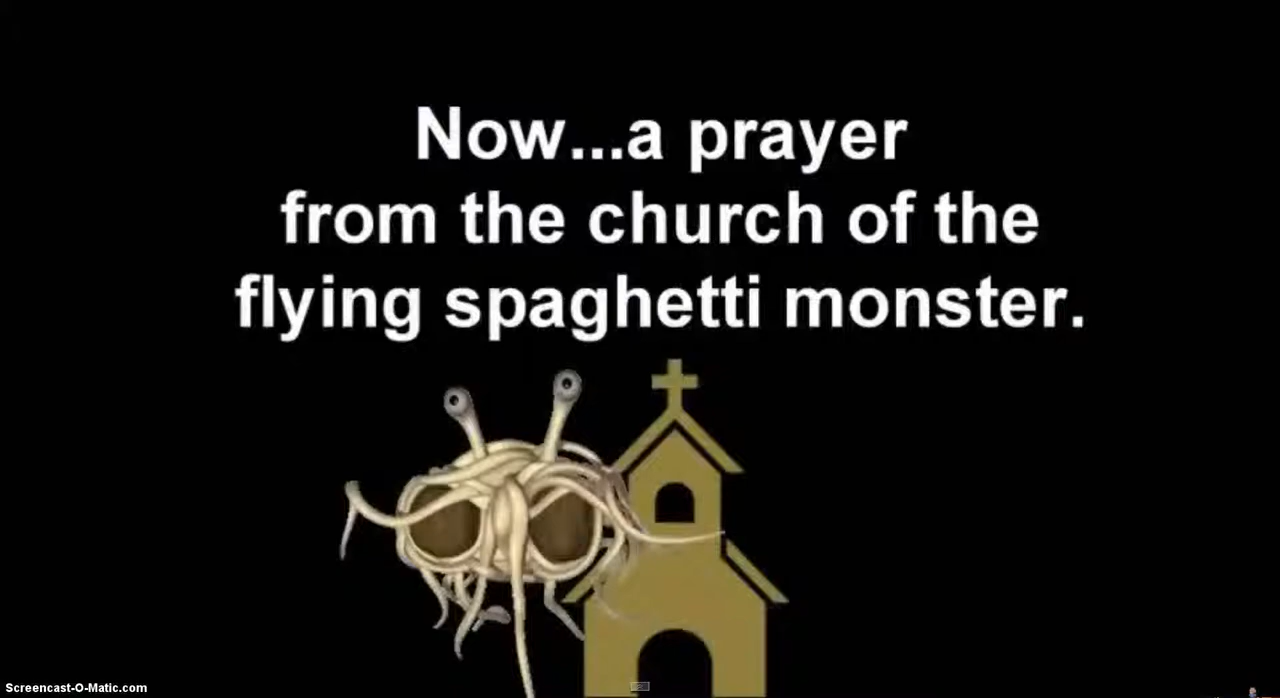 Now...a prayer
from the church of the
flying spaghetti monster.
Screencast-O-Matic.com